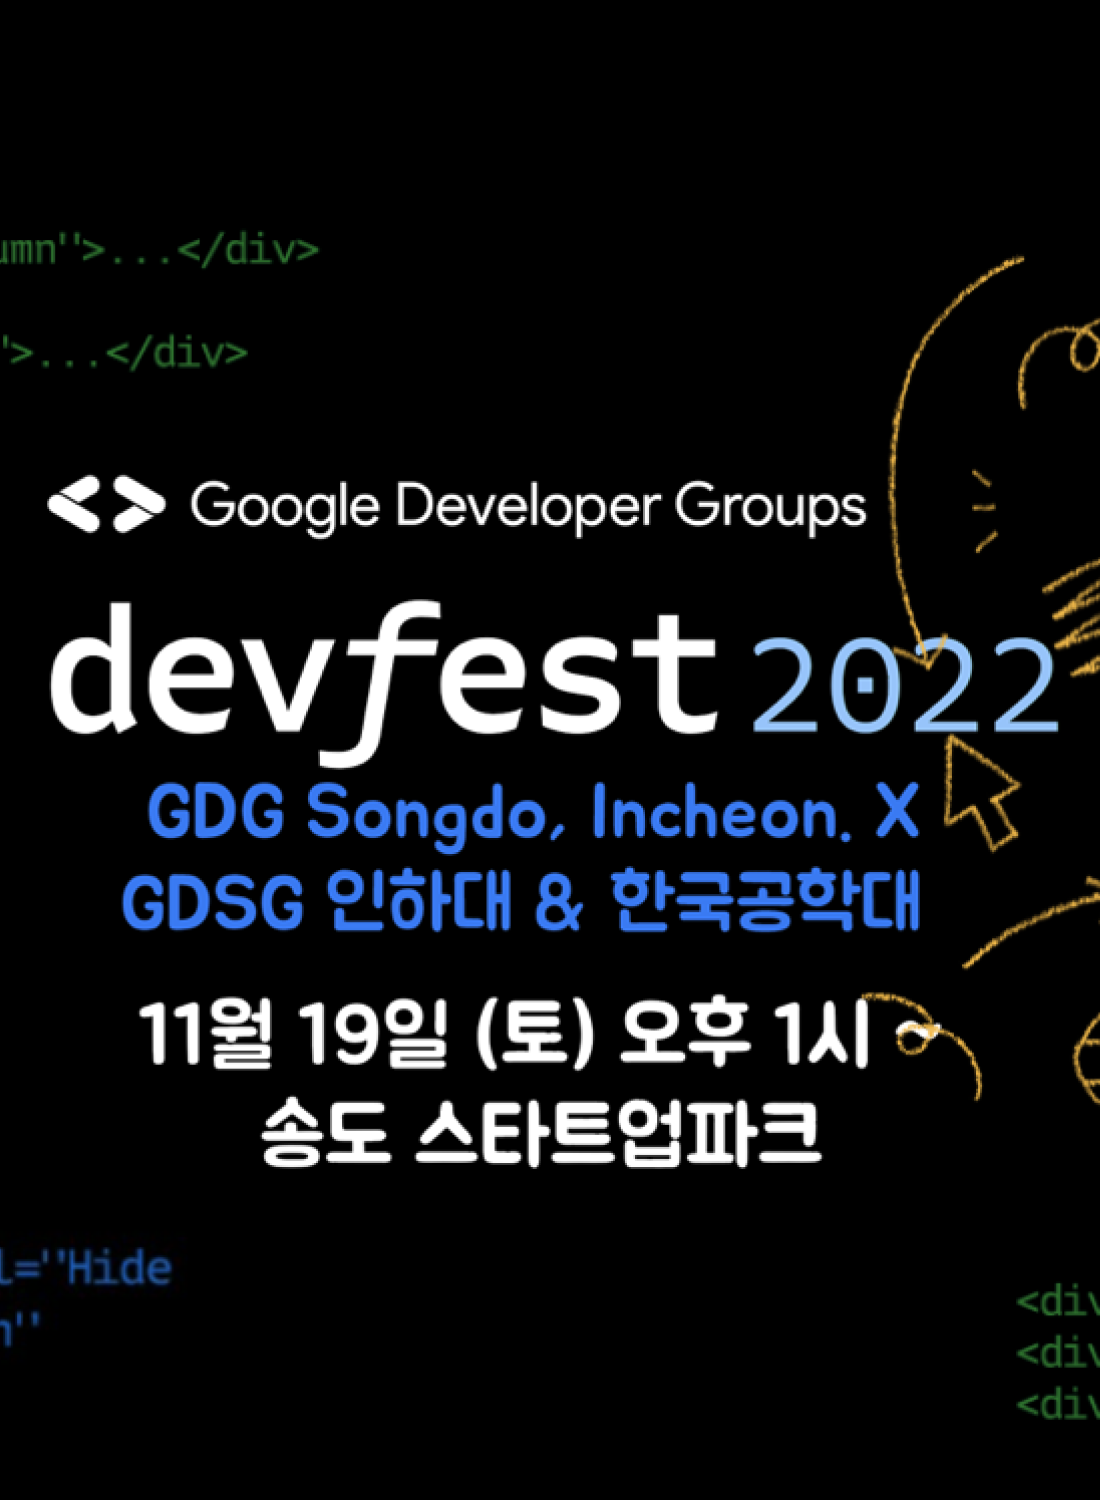 umn">...</div>
">...</div>
Google Developer Groups
devfest 2022
GDG Songdo, Incheon. X
GDSG 인하대 & 한국공학대
11월 19일 (토) 오후 1시 ~
송도 스타트업파크
l="Hide
n"
<div
<div
<div